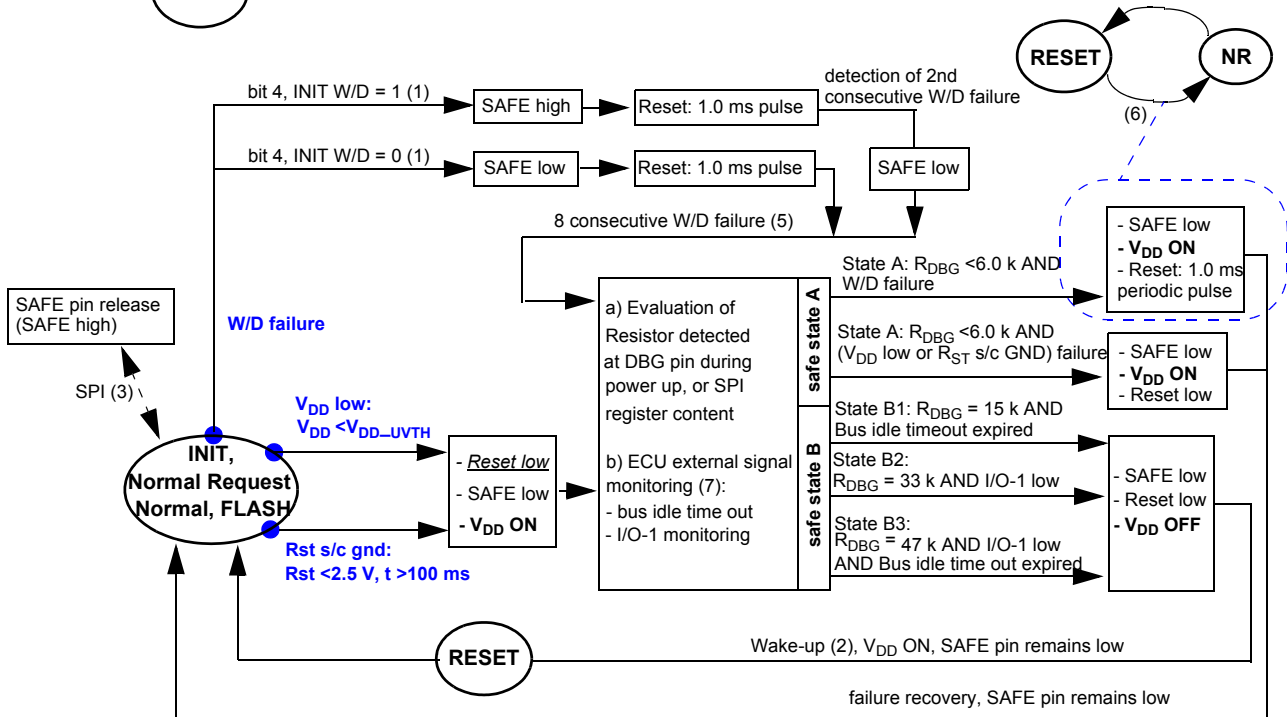 RESET
NR
(6)
bit 4, INIT W/D = 1 (1)
SAFE high
Reset: 1.0 ms pulse
detection of 2nd
consecutive W/D failure
bit 4, INIT W/D = 0 (1)
SAFE low
Reset: 1.0 ms pulse
SAFE low
8 consecutive W/D failure (5)
SAFE pin release
(SAFE high)
SPI (3)
W/D failure
VDD low:
VDD <VDD_UVTH
INIT,
Normal Request
Normal, FLASH
Rst s/c gnd:
Rst <2.5 V, t >100 ms
- Reset low
- SAFE low
- VDD ON
a) Evaluation of
Resistor detected
at DBG pin during
power up, or SPI
register content
b) ECU external signal
monitoring (7):
- bus idle time out
- I/O-1 monitoring
safe state A
safe state B
State A: RDBG <6.0 k AND
W/D failure
State A: RDBG <6.0 k AND
(VDD low or RST s/c GND) failure
State B1: RDBG = 15 k AND
Bus idle timeout expired
State B2:
RDBG = 33 k AND I/O-1 low
State B3:
RDBG = 47 k AND I/O-1 low
AND Bus idle time out expired
- SAFE low
- VDD ON
- Reset: 1.0 ms
periodic pulse
- SAFE low
- VDD ON
- Reset low
- SAFE low
- Reset low
- VDD OFF
RESET
Wake-up (2), VDD ON, SAFE pin remains low
failure recovery, SAFE pin remains low